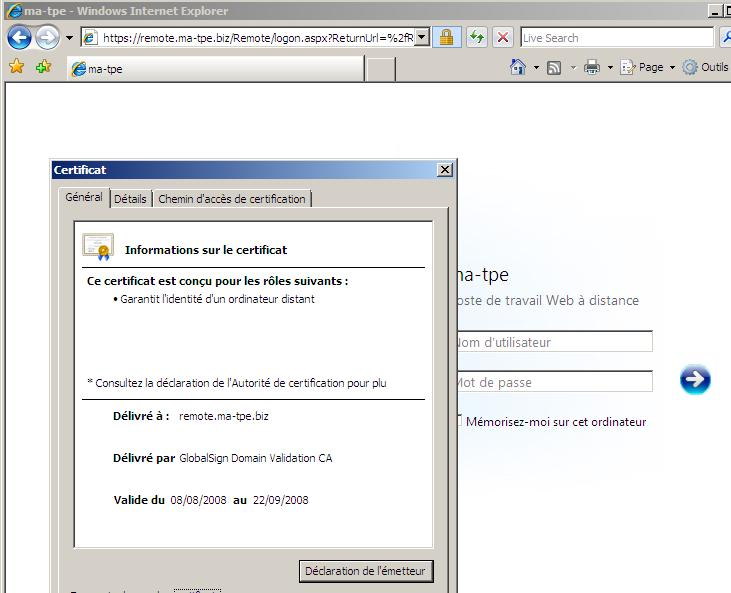 ma-tpe - Windows Internet Explorer
https://remote.ma-tpe.biz/Remote/logon.aspx?ReturnUrl=%2fR
Live Search
ma-tpe
Page
Outils
Certificat
Général
Détails
Chemin d'accès de certification
Informations sur le certificat
Ce certificat est conçu pour les rôles suivants :
• Garantit l'identité d'un ordinateur distant
* Consultez la déclaration de l'Autorité de certification pour plu
Délivré à : remote.ma-tpe.biz
Délivré par GlobalSign Domain Validation CA
Valide du 08/08/2008 au 22/09/2008
Déclaration de l'émetteur
na-tpe
oste de travail Web à distance
Nom d'utilisateur
Mot de passe
Mémorisez-moi sur cet ordinateur